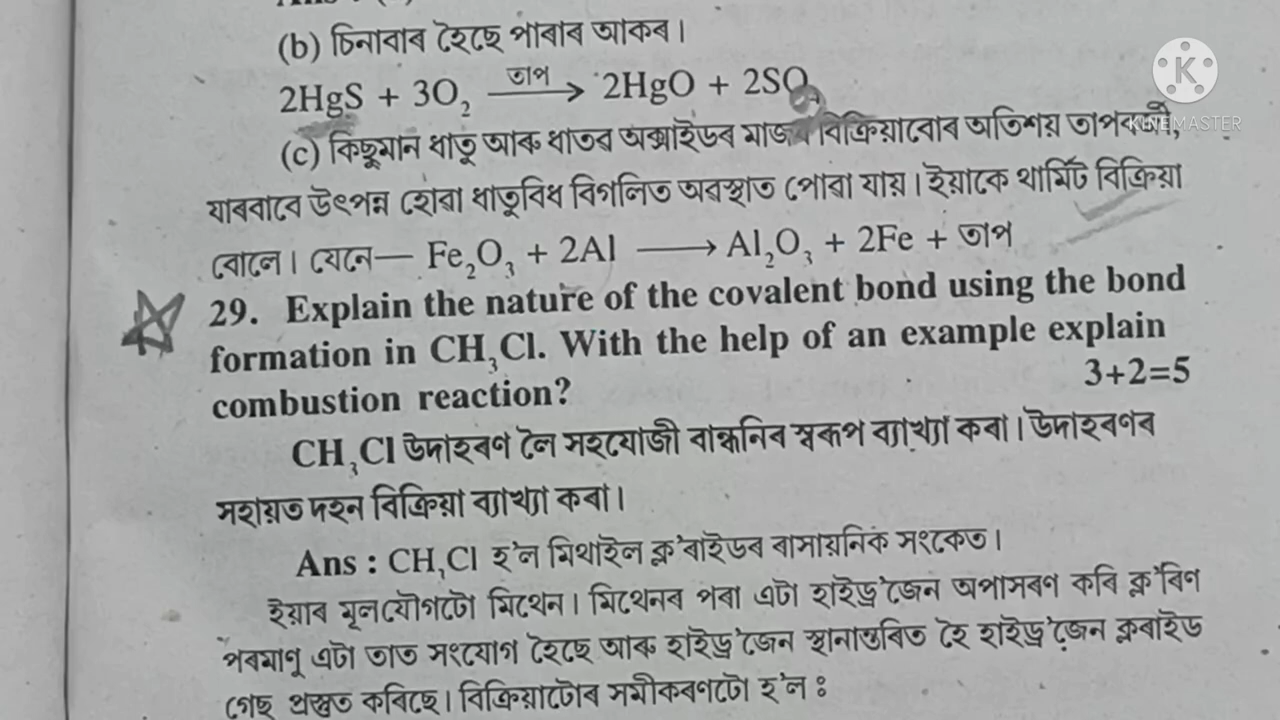 (b) চিনাবাৰ হৈছে পাৰাৰ আকৰ।
2HgS + 3O₂ —তাপ→ 2HgO + 2SO₂
KINEMASTER
(c) কিছুমান ধাতু আৰু ধাতৱ অক্সাইডৰ মাজৰ বিক্ৰিয়াবোৰ অতিশয় তাপবৰ্জী,
যাৰবাবে উৎপন্ন হোৱা ধাতুবিধ বিগলিত অৱস্থাত পোৱা যায়। ইয়াকে থাৰ্মিট বিক্ৰিয়া
বোলে। যেনে— Fe₂O₃ + 2Al ⟶ Al₂O₃ + 2Fe + তাপ
29. Explain the nature of the covalent bond using the bond
formation in CH₃Cl. With the help of an example explain
combustion reaction? 3+2=5
CH₃Cl উদাহৰণ লৈ সহযোজী বান্ধনিৰ স্বৰূপ ব্যাখ্যা কৰা। উদাহৰণৰ
সহায়ত দহন বিক্ৰিয়া ব্যাখ্যা কৰা।
Ans : CH₃Cl হ'ল মিথাইল ক্ল'ৰাইডৰ ৰাসায়নিক সংকেত।
ইয়াৰ মূলযৌগটো মিথেন। মিথেনৰ পৰা এটা হাইড্ৰ'জেন অপাসৰণ কৰি ক্ল'ৰিণ
পৰমাণু এটা তাত সংযোগ হৈছে আৰু হাইড্ৰ'জেন স্থানান্তৰিত হৈ হাইড্ৰ'জেন ক্লৰাইড
গেছ প্ৰস্তুত কৰিছে। বিক্ৰিয়াটোৰ সমীকৰণটো হ'ল ঃ